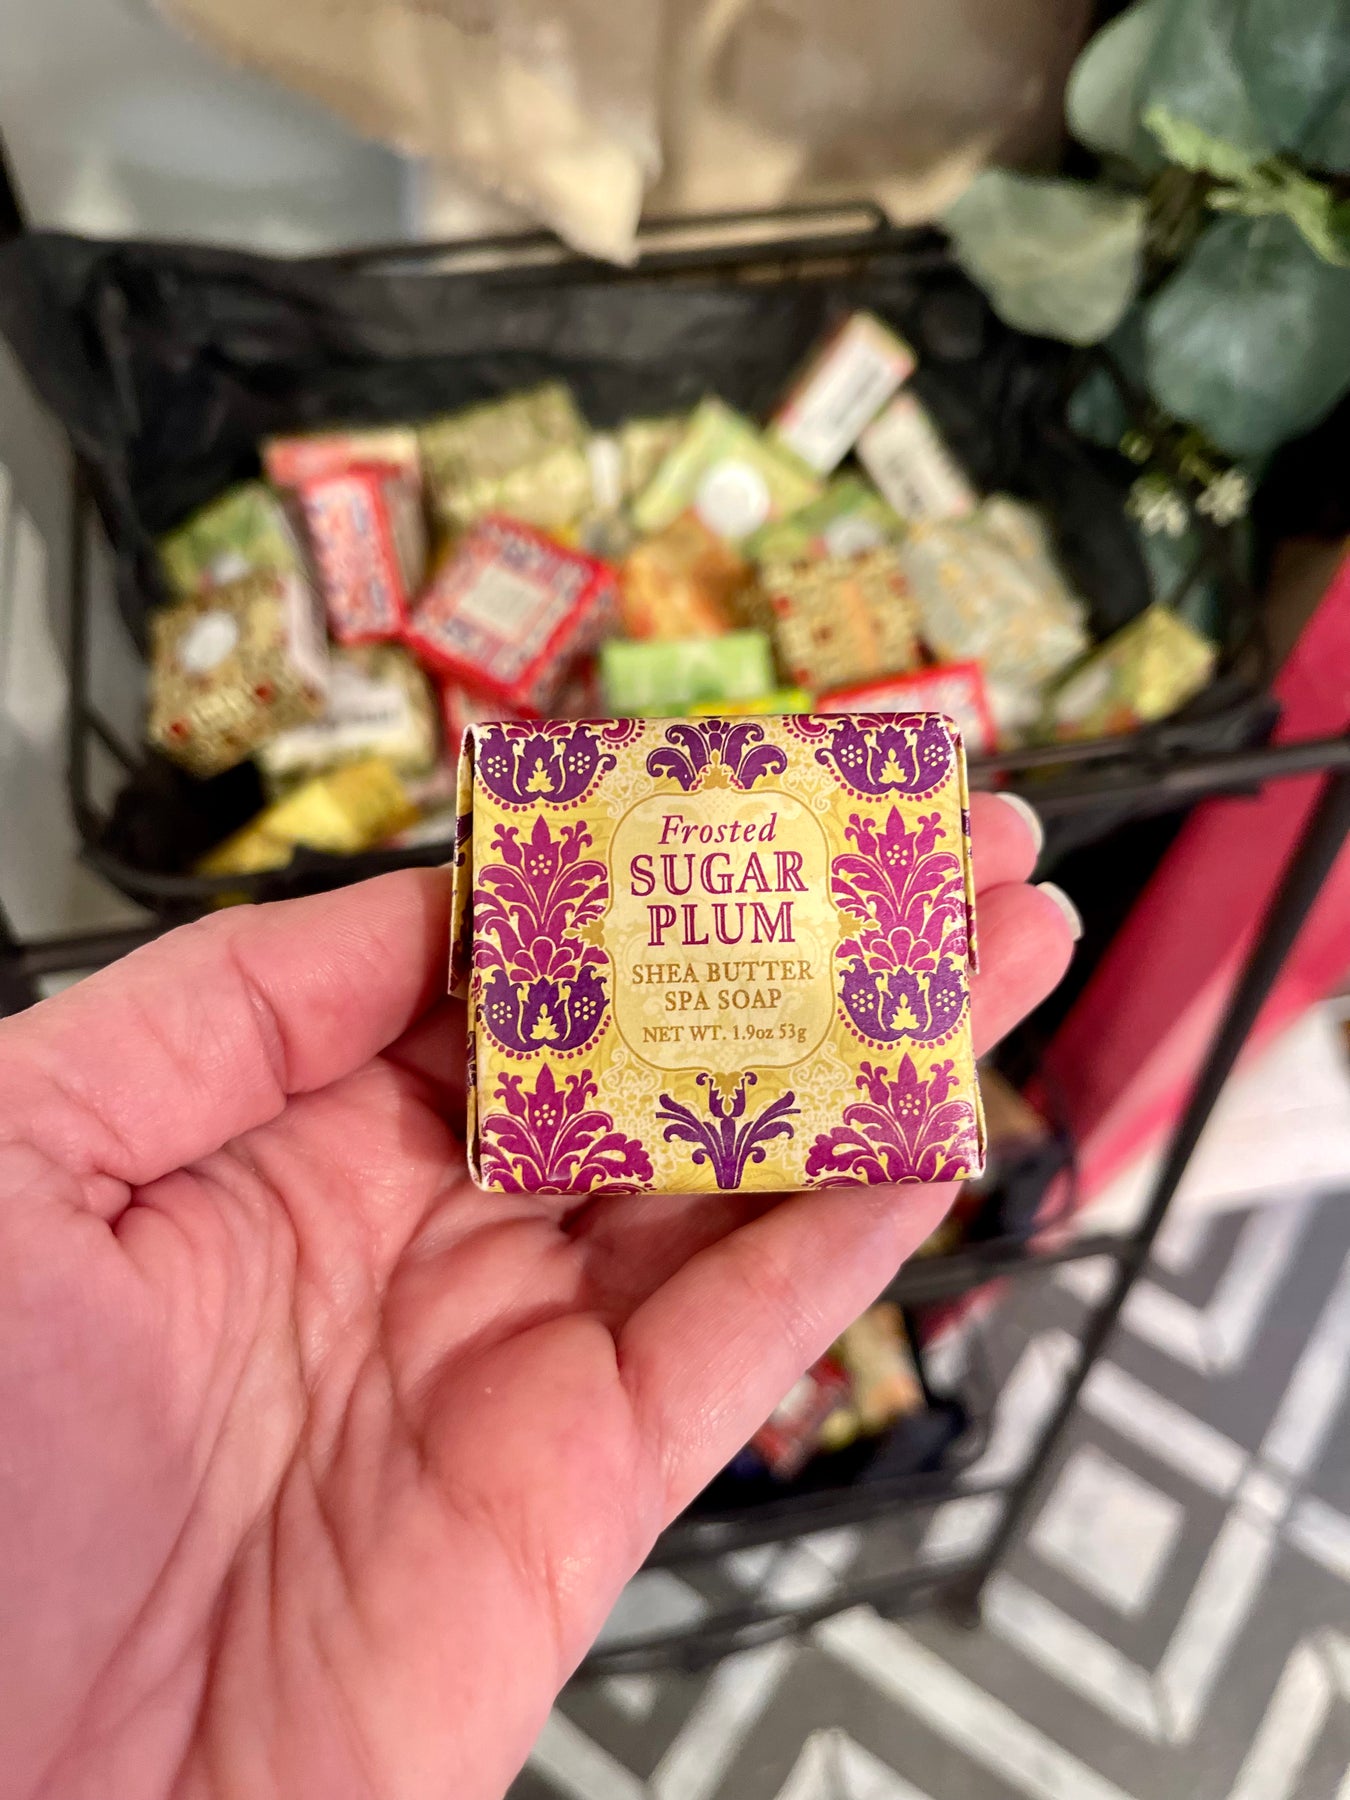 Frosted
SUGAR
PLUM
SHEA BUTTER
SPA SOAP
NET WT. 1.9oz 53g